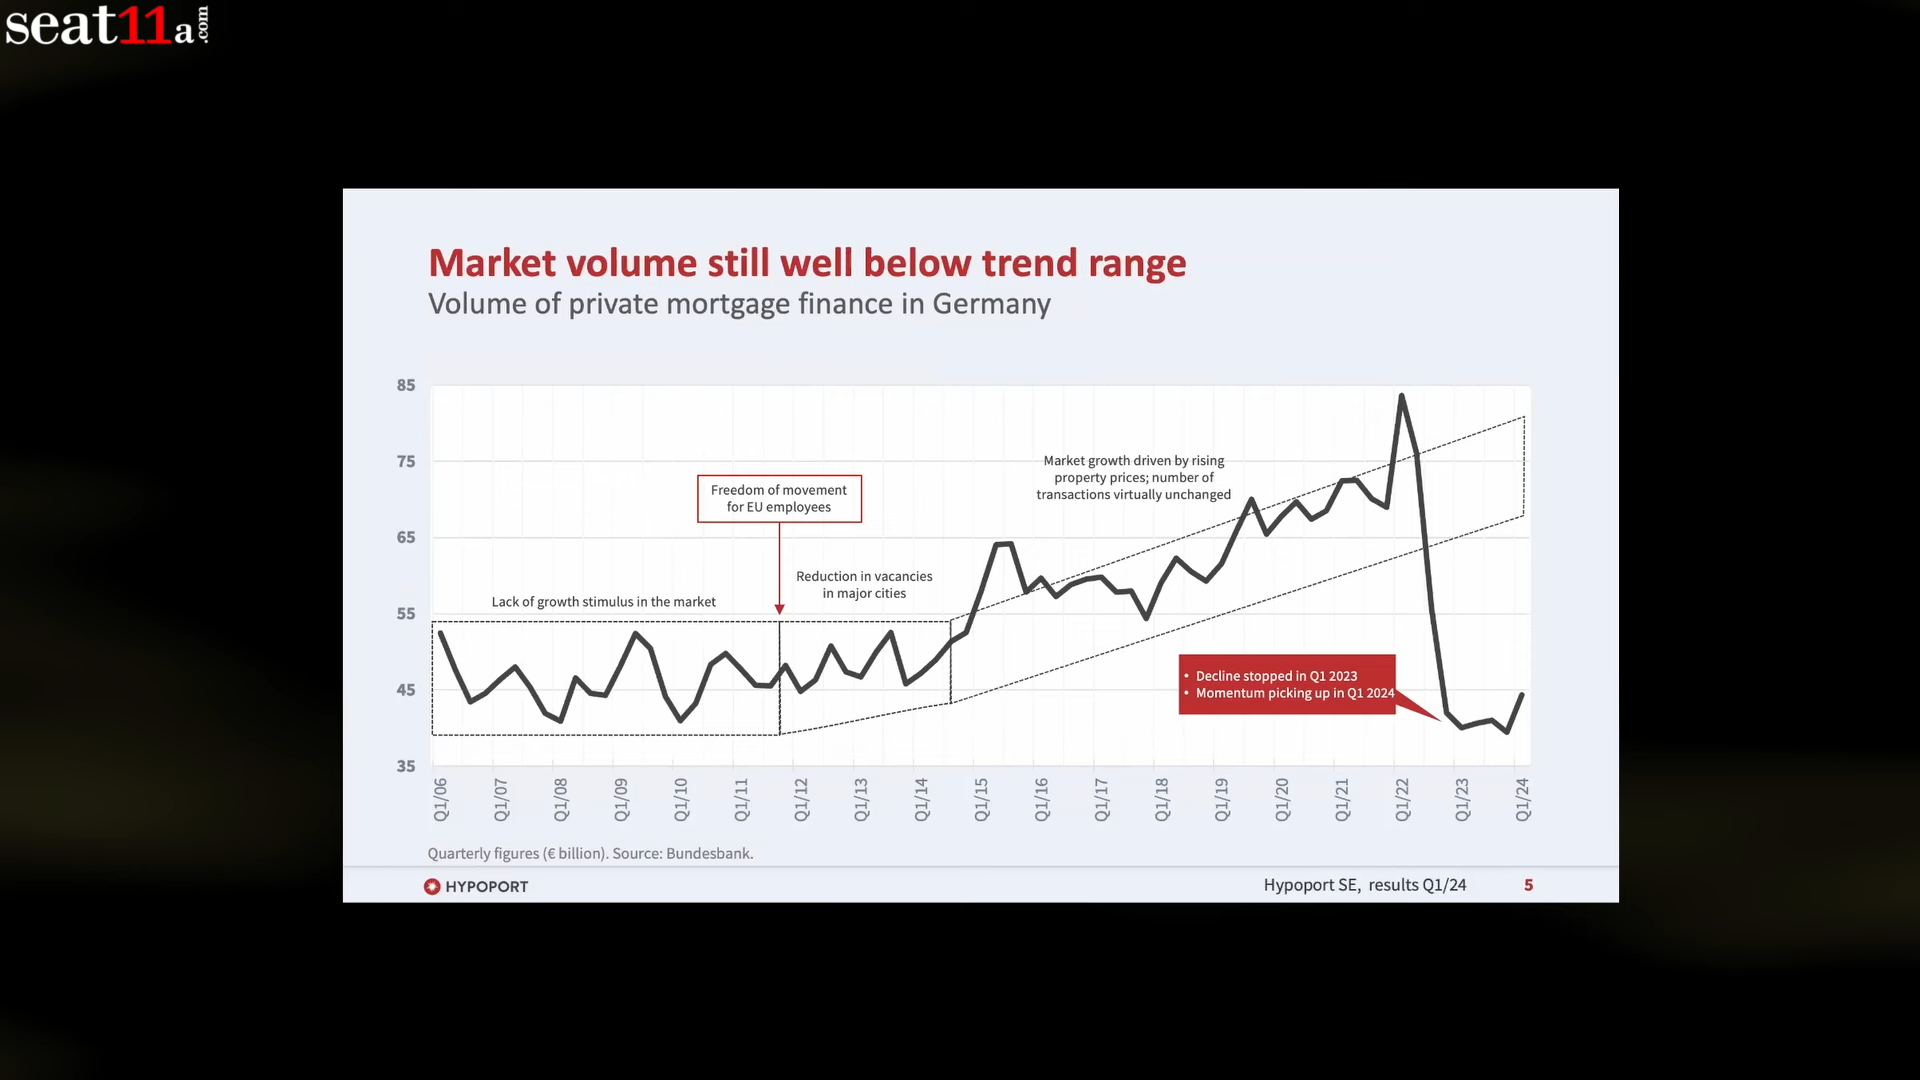 seat11a.com
Market volume still well below trend range
Volume of private mortgage finance in Germany
85
75
65
55
45
35
Freedom of movement
for EU employees
Lack of growth stimulus in the market
Reduction in vacancies
in major cities
Market growth driven by rising
property prices; number of
transactions virtually unchanged
• Decline stopped in Q1 2023
• Momentum picking up in Q1 2024
Q1/06
Q1/07
Q1/08
Q1/09
Q1/10
Q1/11
Q1/12
Q1/13
Q1/14
Q1/15
Q1/16
Q1/17
Q1/18
Q1/19
Q1/20
Q1/21
Q1/22
Q1/23
Q1/24
Quarterly figures (€ billion). Source: Bundesbank.
HYPOPORT
Hypoport SE, results Q1/24
5